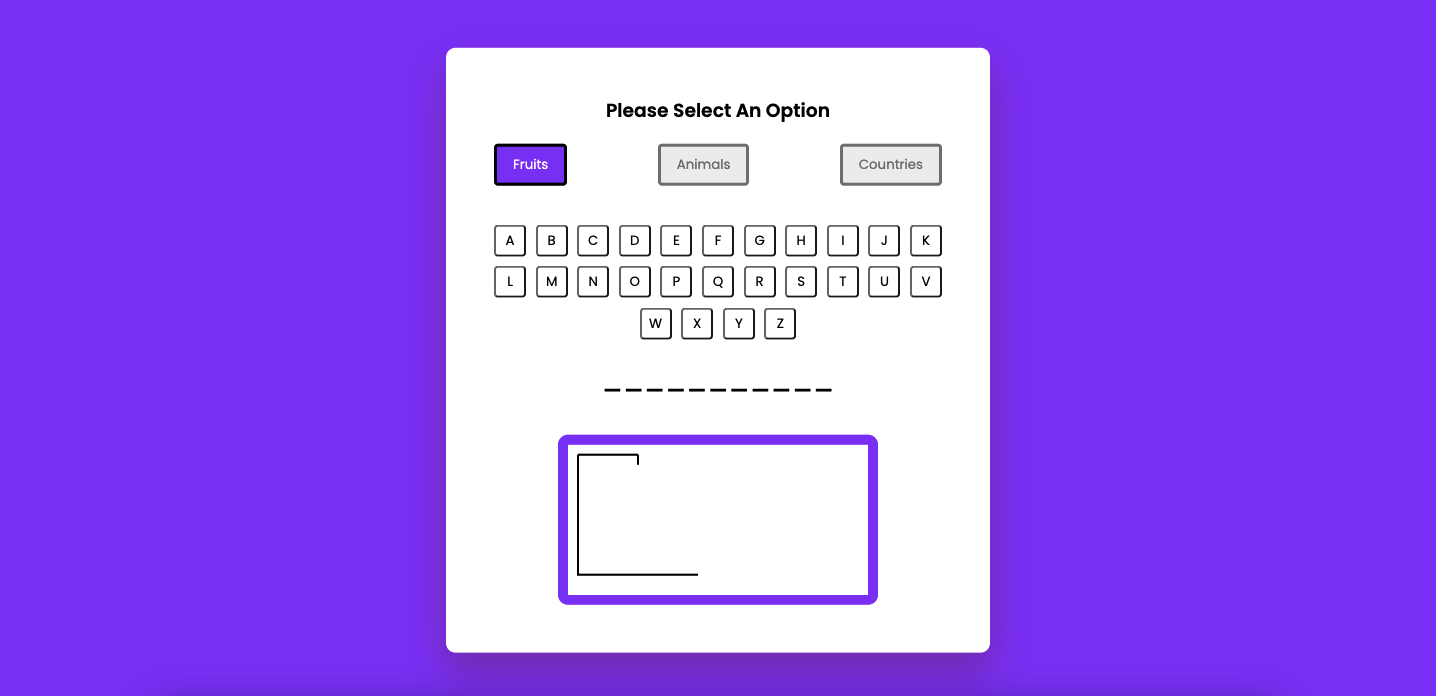 Please Select An Option
Fruits Animals Countries
A B C D E F G H I J K
L M N O P Q R S T U V
W X Y Z
_ _ _ _ _ _ _ _ _ _ _